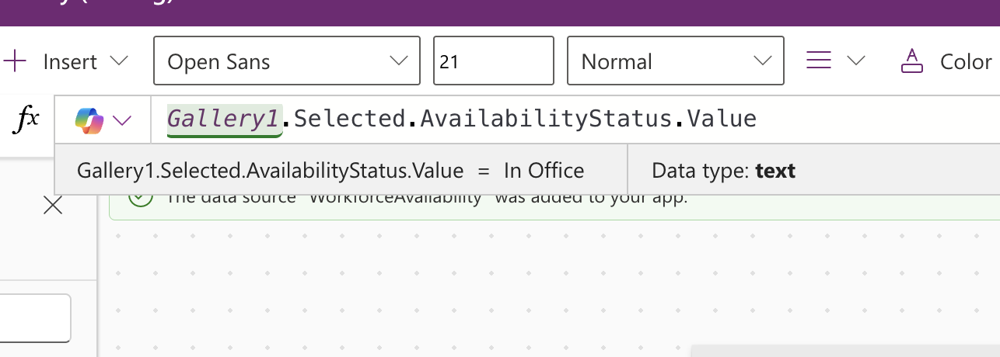 Insert
Open Sans
21
Normal
A Color
fx
Gallery1.Selected.AvailabilityStatus.Value
Gallery1.Selected.AvailabilityStatus.Value = In Office
Data type: text
The data source "WorkforceAvailability" was added to your app.